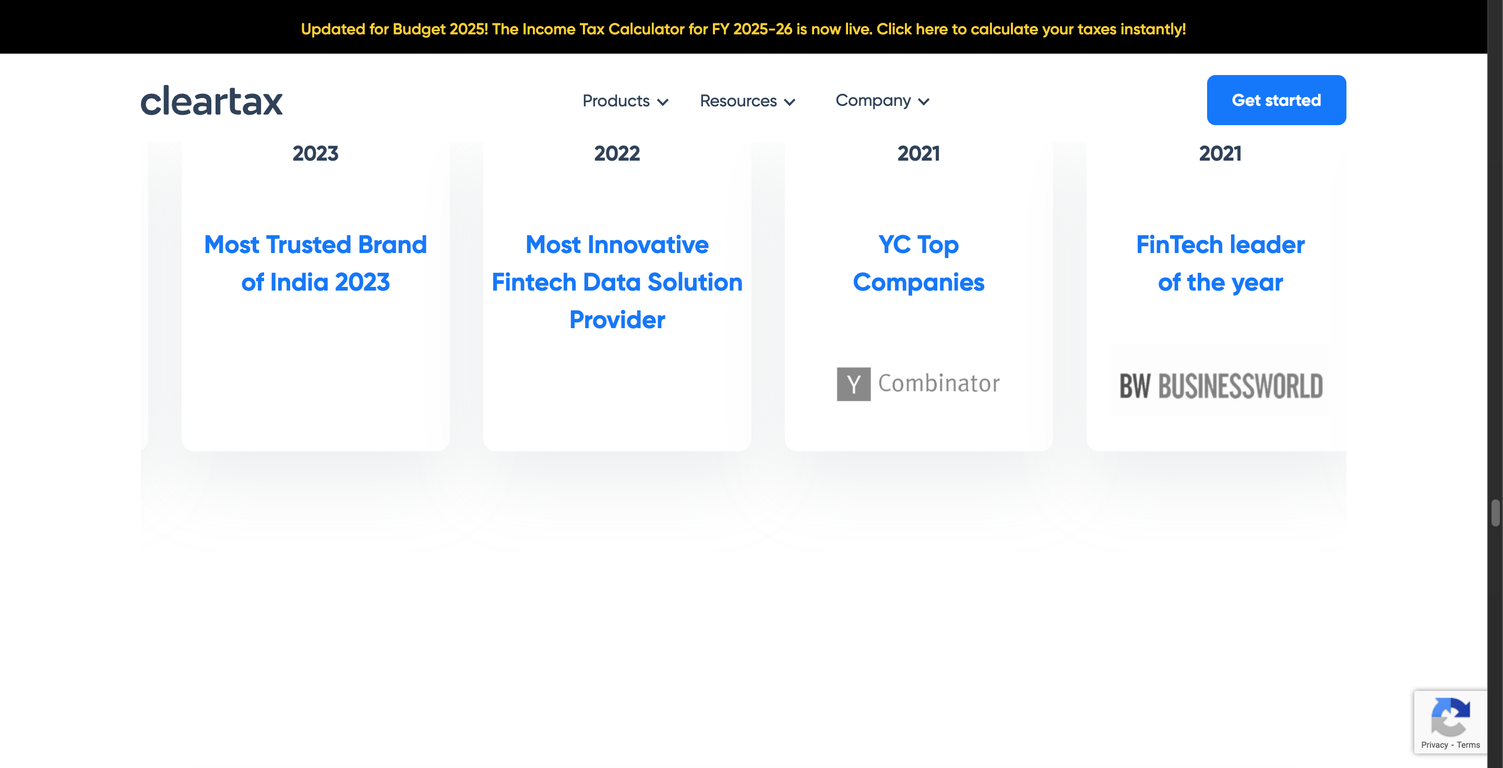 Updated for Budget 2025! The Income Tax Calculator for FY 2025-26 is now live. Click here to calculate your taxes instantly!
cleartax
Products
Resources
Company
Get started
2023
Most Trusted Brand
of India 2023
2022
Most Innovative
Fintech Data Solution
Provider
2021
YC Top
Companies
Y Combinator
2021
FinTech leader
of the year
BW BUSINESSWORLD
Privacy - Terms